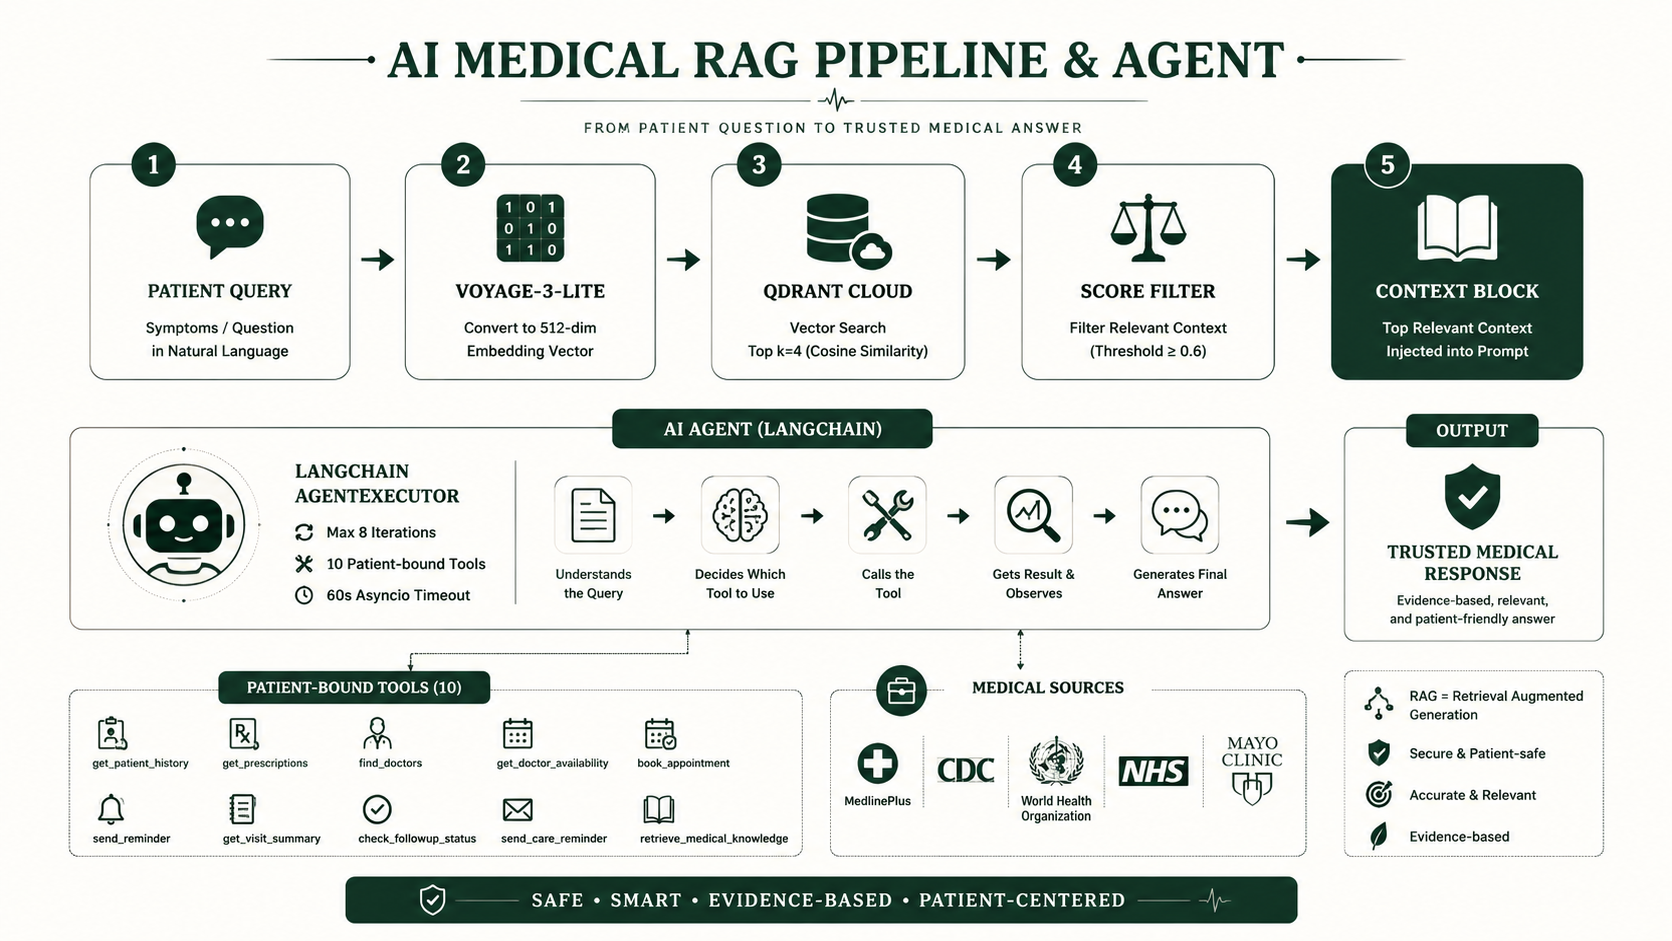 AI MEDICAL RAG PIPELINE & AGENT
FROM PATIENT QUESTION TO TRUSTED MEDICAL ANSWER
1
PATIENT QUERY
Symptoms / Question
in Natural Language
2
1 0 1
0 1 0
1 1 0
VOYAGE-3-LITE
Convert to 512-dim
Embedding Vector
3
QDRANT CLOUD
Vector Search
Top k=4 (Cosine Similarity)
4
SCORE FILTER
Filter Relevant Context
(Threshold ≥ 0.6)
5
CONTEXT BLOCK
Top Relevant Context
Injected into Prompt
AI AGENT (LANGCHAIN)
LANGCHAIN
AGENTEXECUTOR
Max 8 Iterations
10 Patient-bound Tools
60s Asyncio Timeout
Understands
the Query
Decides Which
Tool to Use
Calls the
Tool
Gets Result &
Observes
Generates Final
Answer
OUTPUT
TRUSTED MEDICAL
RESPONSE
Evidence-based, relevant,
and patient-friendly answer
PATIENT-BOUND TOOLS (10)
get_patient_history
Rx
get_prescriptions
find_doctors
get_doctor_availability
book_appointment
send_reminder
get_visit_summary
check_followup_status
send_care_reminder
retrieve_medical_knowledge
MEDICAL SOURCES
MedlinePlus
CDC
World Health
Organization
NHS
MAYO
CLINIC
RAG = Retrieval Augmented
Generation
Secure & Patient-safe
Accurate & Relevant
Evidence-based
SAFE • SMART • EVIDENCE-BASED • PATIENT-CENTERED